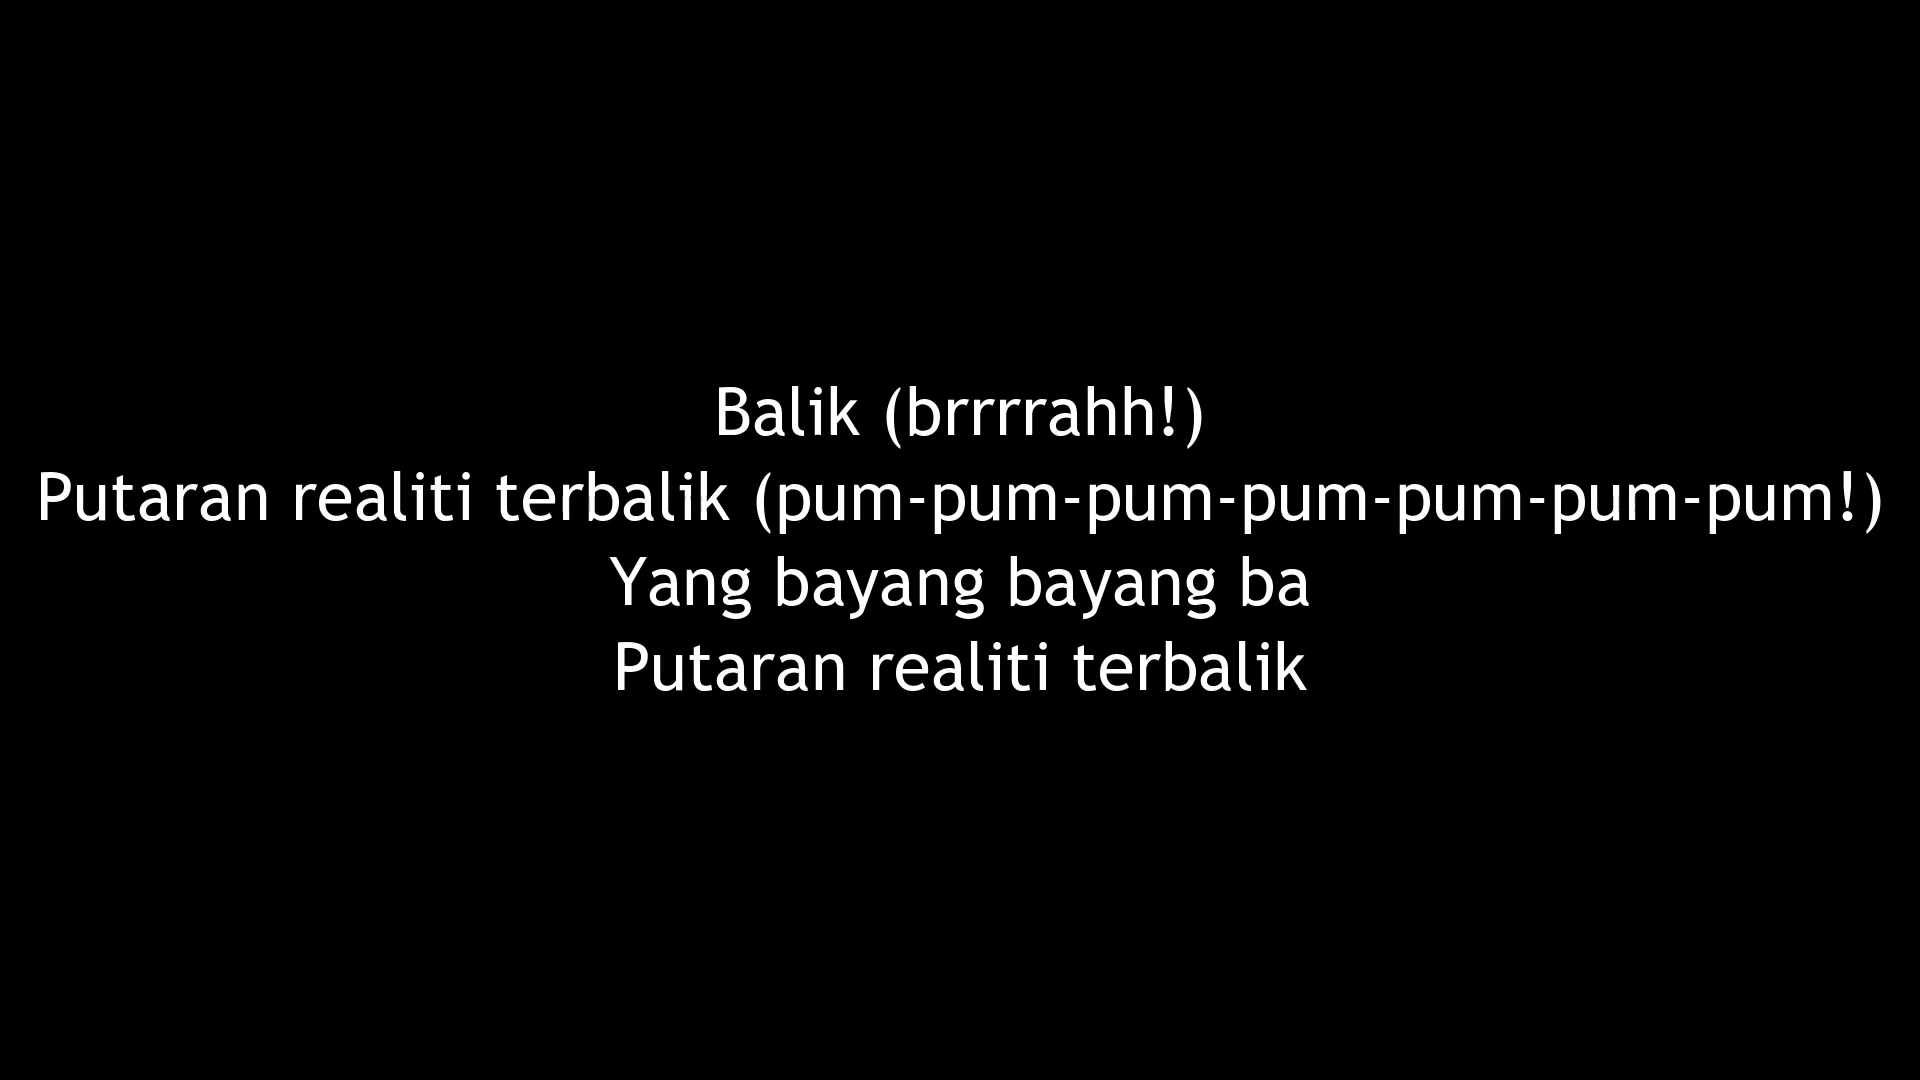 Balik (brrrrahh!)
Putaran realiti terbalik (pum-pum-pum-pum-pum-pum-pum!)
Yang bayang bayang ba
Putaran realiti terbalik